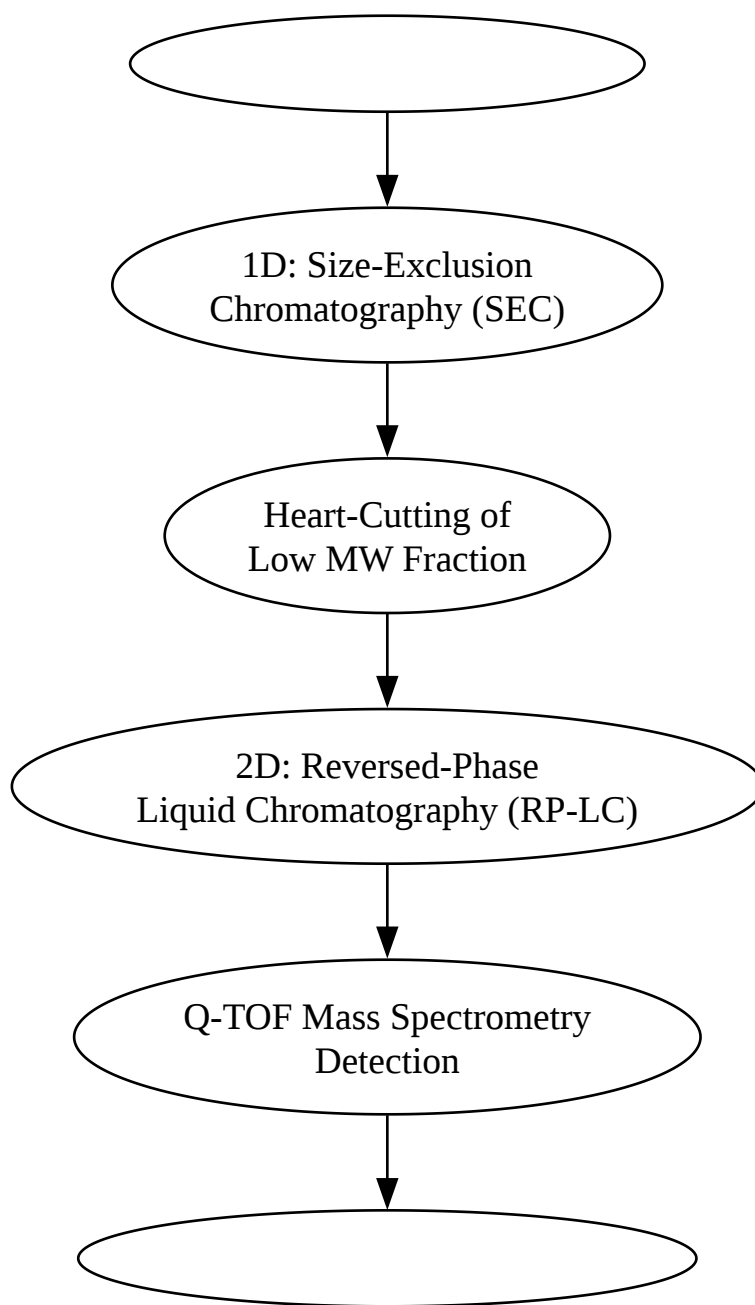 1D: Size-Exclusion
Chromatography (SEC)
Heart-Cutting of
Low MW Fraction
2D: Reversed-Phase
Liquid Chromatography (RP-LC)
Q-TOF Mass Spectrometry
Detection